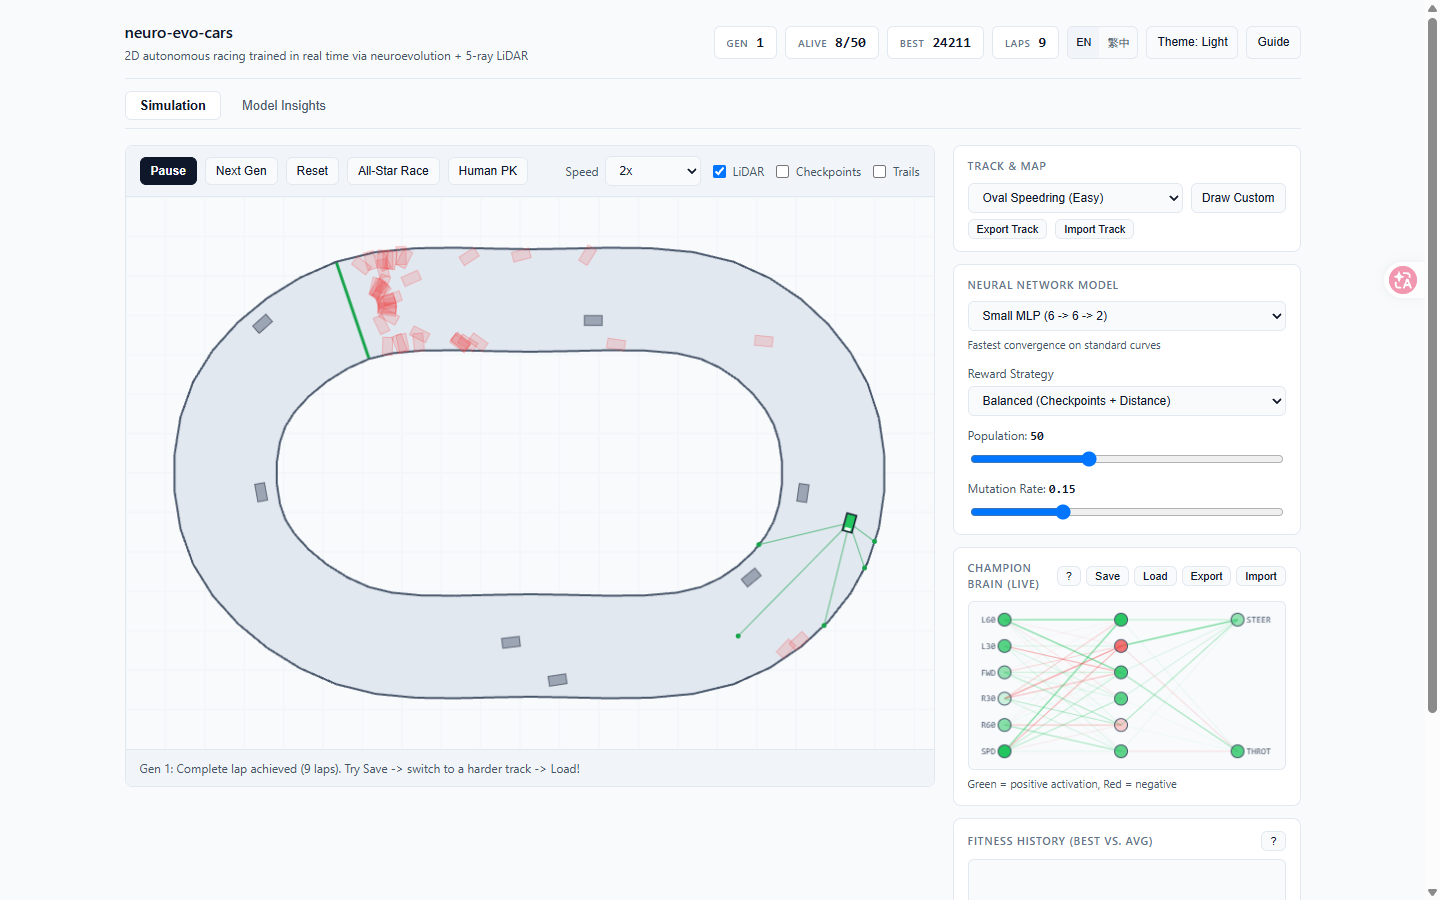 neuro-evo-cars
2D autonomous racing trained in real time via neuroevolution + 5-ray LiDAR
GEN 1
ALIVE 8/50
BEST 24211
LAPS 9
EN 繁中
Theme: Light
Guide
Simulation
Model Insights
Pause
Next Gen
Reset
All-Star Race
Human PK
Speed 2x
LiDAR
Checkpoints
Trails
Gen 1: Complete lap achieved (9 laps). Try Save -> switch to a harder track -> Load!
TRACK & MAP
Oval Speedring (Easy)
Draw Custom
Export Track
Import Track
NEURAL NETWORK MODEL
Small MLP (6 -> 6 -> 2)
Fastest convergence on standard curves
Reward Strategy
Balanced (Checkpoints + Distance)
Population: 50
Mutation Rate: 0.15
CHAMPION
BRAIN (LIVE)
?
Save
Load
Export
Import
L60
STEER
L30
FWD
R30
R60
SPD
THROT
Green = positive activation, Red = negative
FITNESS HISTORY (BEST VS. AVG)
?